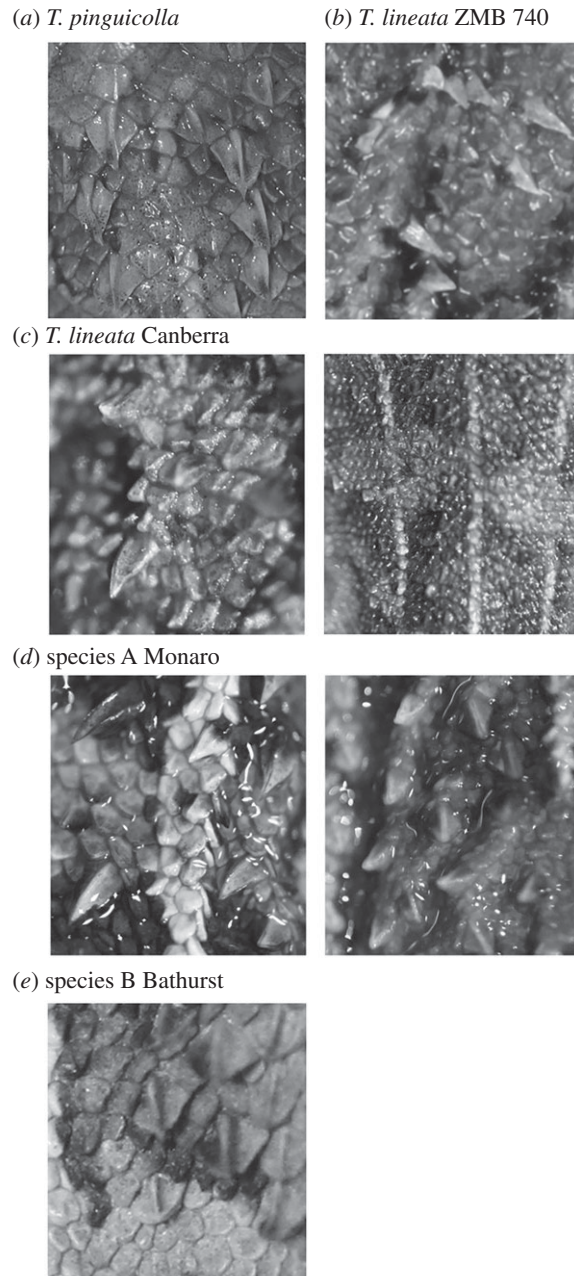 (a) T. pinguicolla
(b) T. lineata ZMB 740
(c) T. lineata Canberra
(d) species A Monaro
(e) species B Bathurst